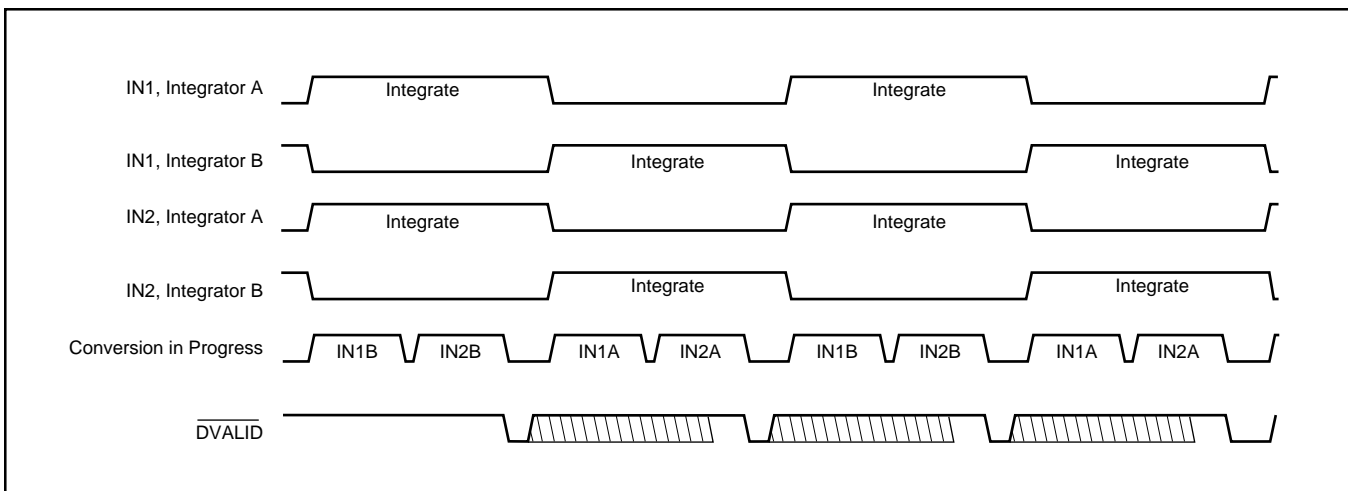 IN1, Integrator A
Integrate
Integrate
IN1, Integrator B
Integrate
Integrate
IN2, Integrator A
Integrate
Integrate
IN2, Integrator B
Integrate
Integrate
Conversion in Progress
IN1B
IN2B
IN1A
IN2A
IN1B
IN2B
IN1A
IN2A
DVALID